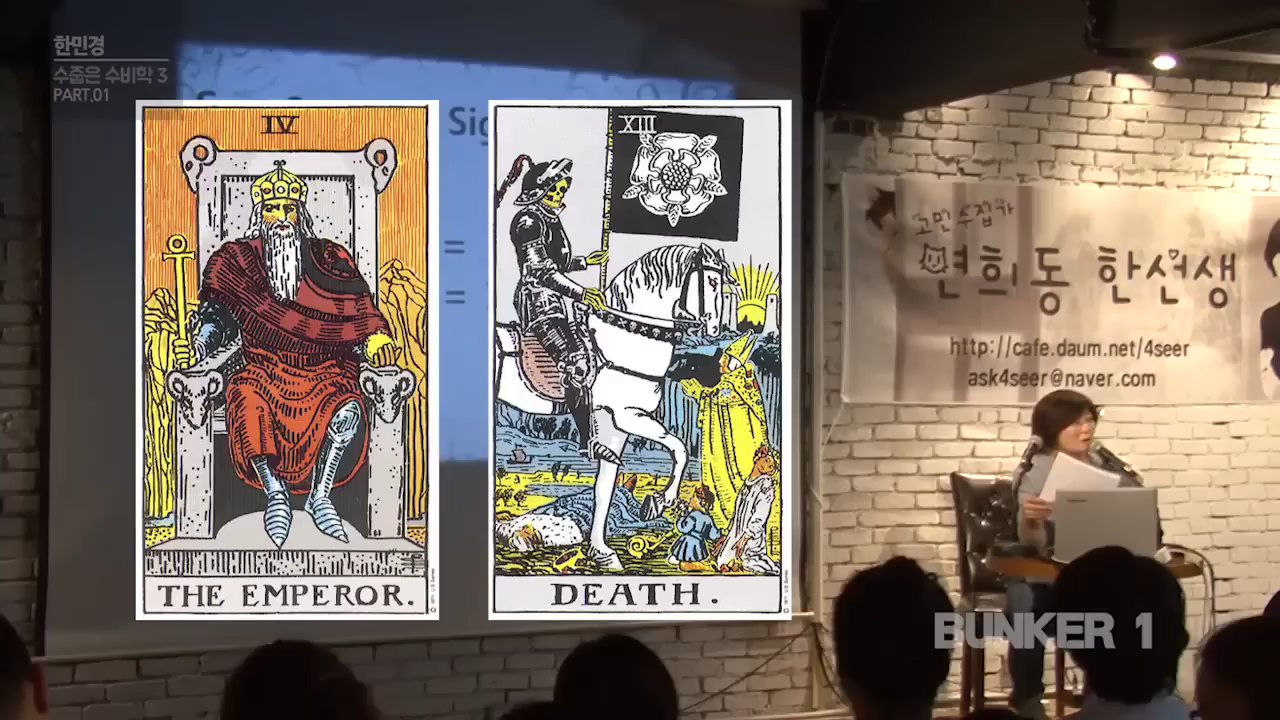 한민경
수줍은 수비학 3
PART.01
IV
THE EMPEROR.
XIII
DEATH.
Sig
=
=
고민 수집가
연희동 한선생
http://cafe.daum.net/4seer
ask4seer@naver.com
BUNKER 1